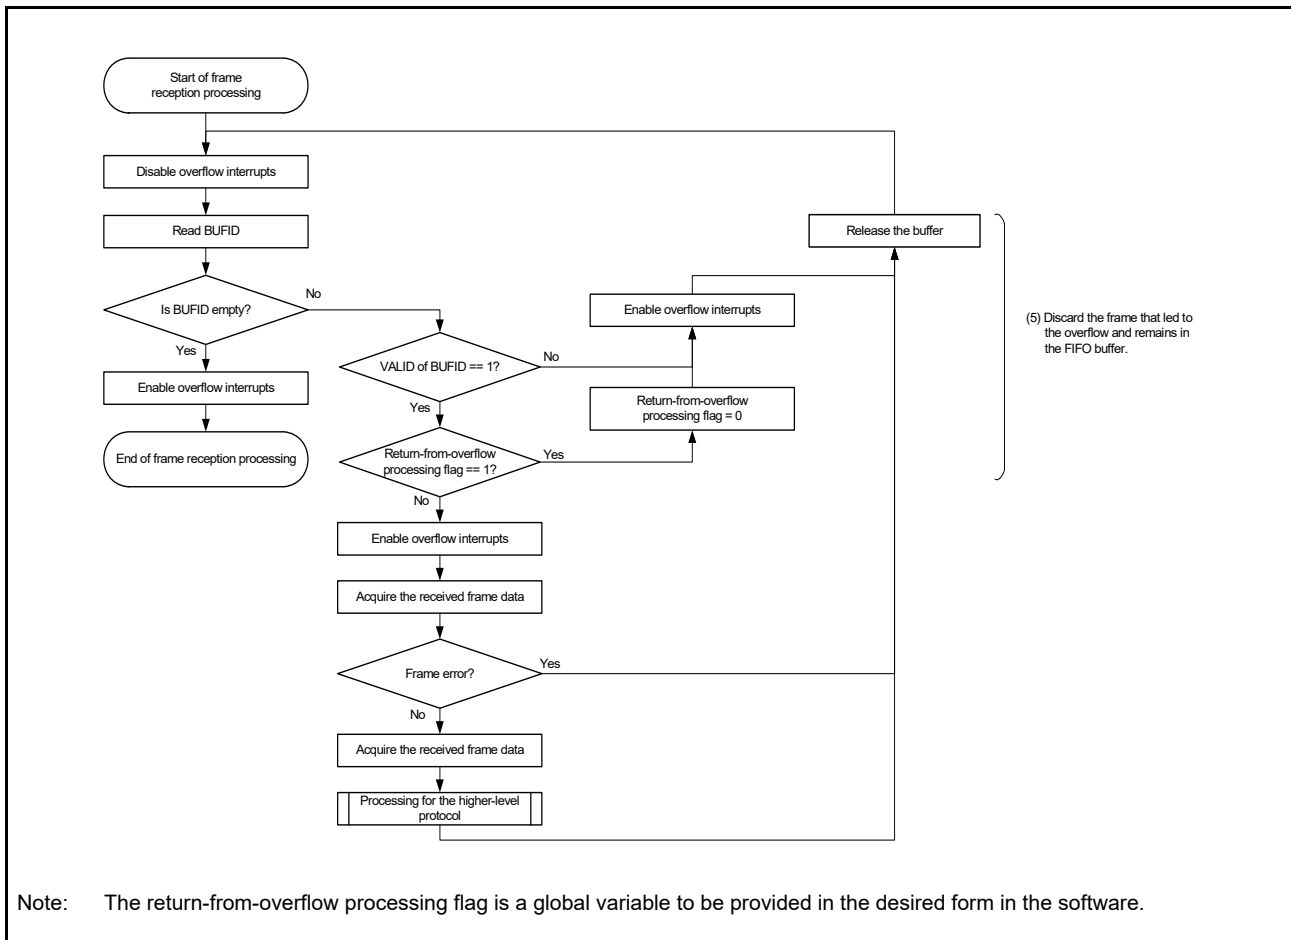 Start of frame
reception processing
Disable overflow interrupts
Read BUFID
Release the buffer
Is BUFID empty?
No
Enable overflow interrupts
(5) Discard the frame that led to
the overflow and remains in
the FIFO buffer.
Yes
VALID of BUFID == 1?
No
Enable overflow interrupts
Return-from-overflow
processing flag = 0
Yes
End of frame reception processing
Return-from-overflow
processing flag == 1?
Yes
No
Enable overflow interrupts
Acquire the received frame data
Frame error?
Yes
No
Acquire the received frame data
Processing for the higher-level
protocol
Note: The return-from-overflow processing flag is a global variable to be provided in the desired form in the software.